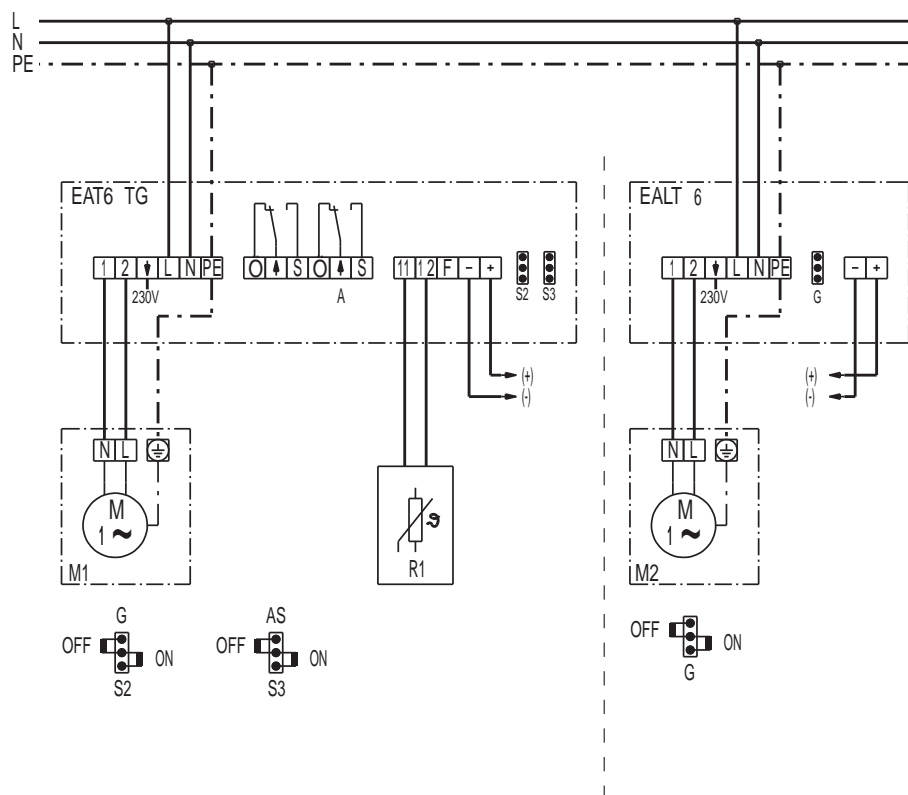 L
N
PE
EAT6 TG
EALT 6
1 2 L N PE
O S O S
11 12 F – +
S2
S3
1 2 L N PE
G
– +
230V
A
230V
(+)
(-)
(+)
(-)
N L
N L
M
1 ~
M1
ϑ
R1
M
1 ~
M2
G
OFF
ON
S2
AS
OFF
ON
S3
OFF
ON
G